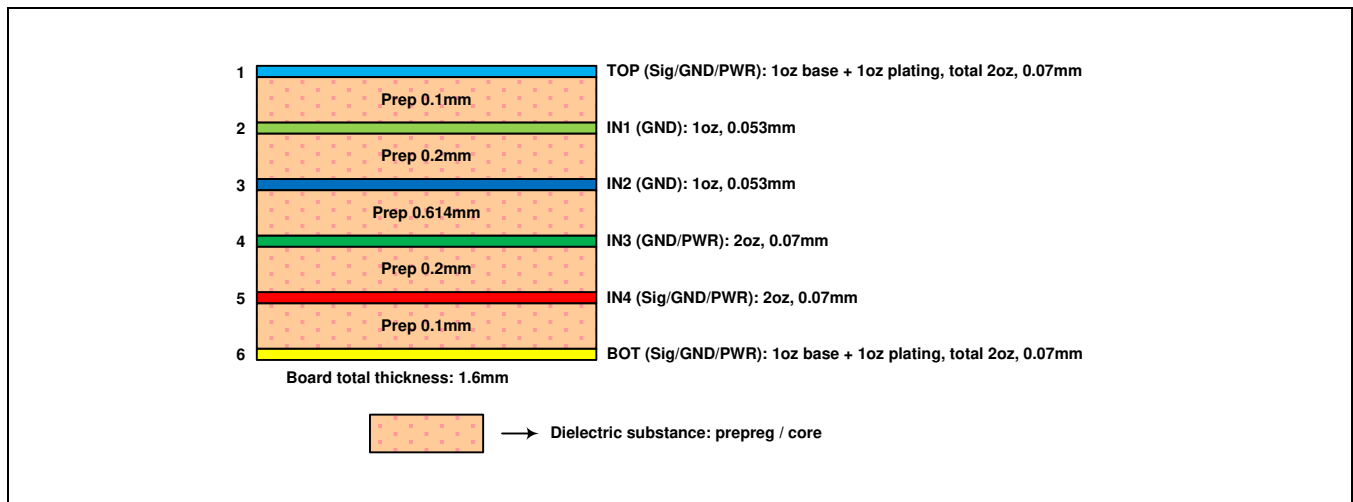 1 TOP (Sig/GND/PWR): 1oz base + 1oz plating, total 2oz, 0.07mm
Prep 0.1mm
2 IN1 (GND): 1oz, 0.053mm
Prep 0.2mm
3 IN2 (GND): 1oz, 0.053mm
Prep 0.614mm
4 IN3 (GND/PWR): 2oz, 0.07mm
Prep 0.2mm
5 IN4 (Sig/GND/PWR): 2oz, 0.07mm
Prep 0.1mm
6 BOT (Sig/GND/PWR): 1oz base + 1oz plating, total 2oz, 0.07mm
Board total thickness: 1.6mm
Dielectric substance: prepreg / core